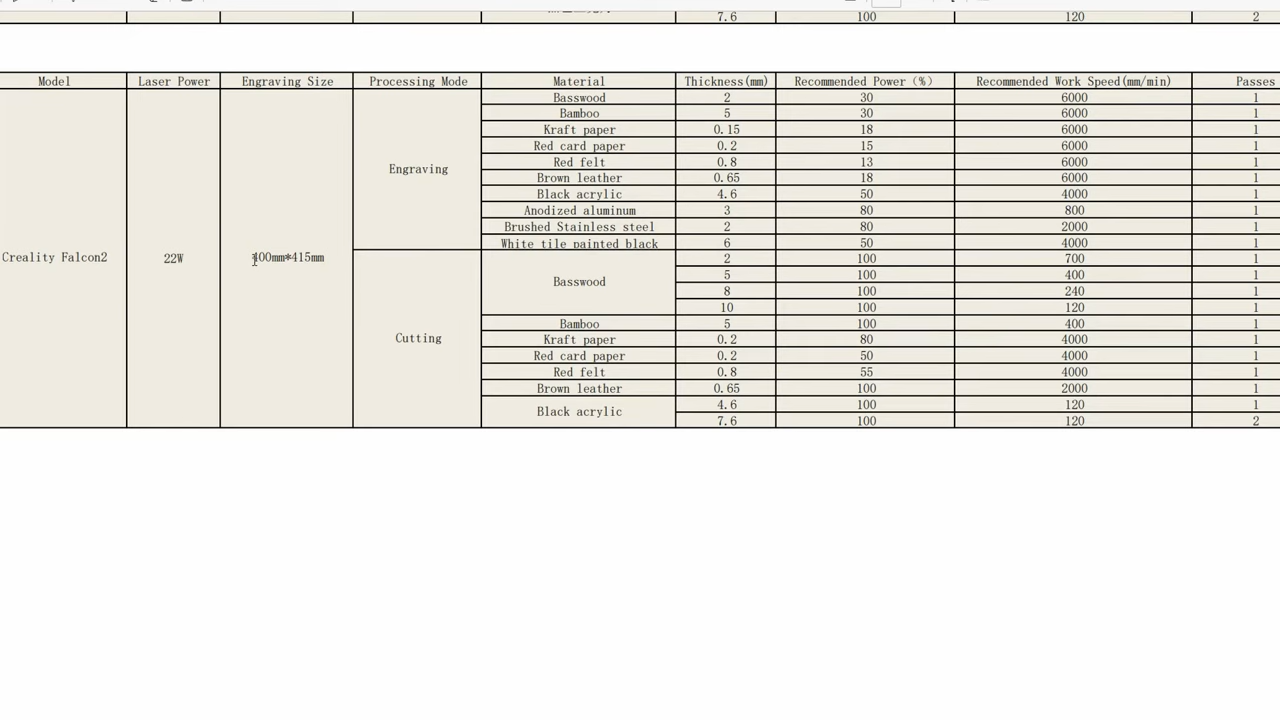 7.6 100 120 2
Model Laser Power Engraving Size Processing Mode Material Thickness(mm) Recommended Power (%) Recommended Work Speed(mm/min) Passes
Creality Falcon2 22W 400mm*415mm
Engraving
Basswood 2 30 6000 1
Bamboo 5 30 6000 1
Kraft paper 0.15 18 6000 1
Red card paper 0.2 15 6000 1
Red felt 0.8 13 6000 1
Brown leather 0.65 18 6000 1
Black acrylic 4.6 50 4000 1
Anodized aluminum 3 80 800 1
Brushed Stainless steel 2 80 2000 1
White tile painted black 6 50 4000 1
Cutting
Basswood 2 100 700 1
5 100 400 1
8 100 240 1
10 100 120 1
Bamboo 5 100 400 1
Kraft paper 0.2 80 4000 1
Red card paper 0.2 50 4000 1
Red felt 0.8 55 4000 1
Brown leather 0.65 100 2000 1
Black acrylic 4.6 100 120 1
7.6 100 120 2